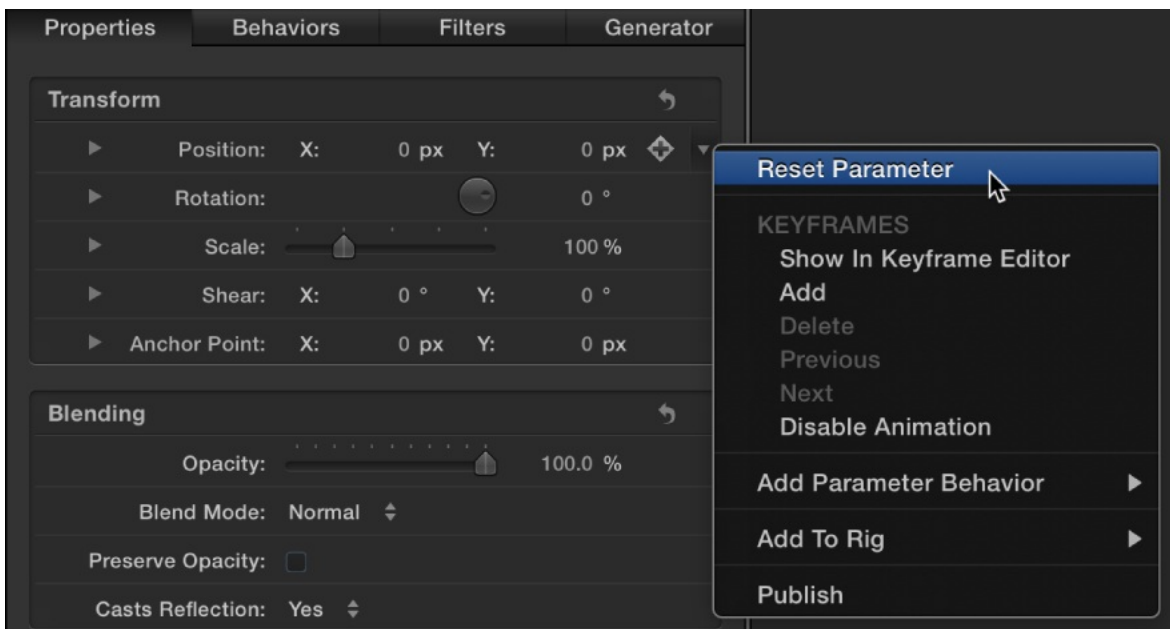 Properties Behaviors Filters Generator
Transform
Position: X: 0 px Y: 0 px
Rotation: 0 °
Scale: 100 %
Shear: X: 0 ° Y: 0 °
Anchor Point: X: 0 px Y: 0 px
Blending
Opacity: 100.0 %
Blend Mode: Normal
Preserve Opacity:
Casts Reflection: Yes
Reset Parameter
KEYFRAMES
Show In Keyframe Editor
Add
Delete
Previous
Next
Disable Animation
Add Parameter Behavior
Add To Rig
Publish